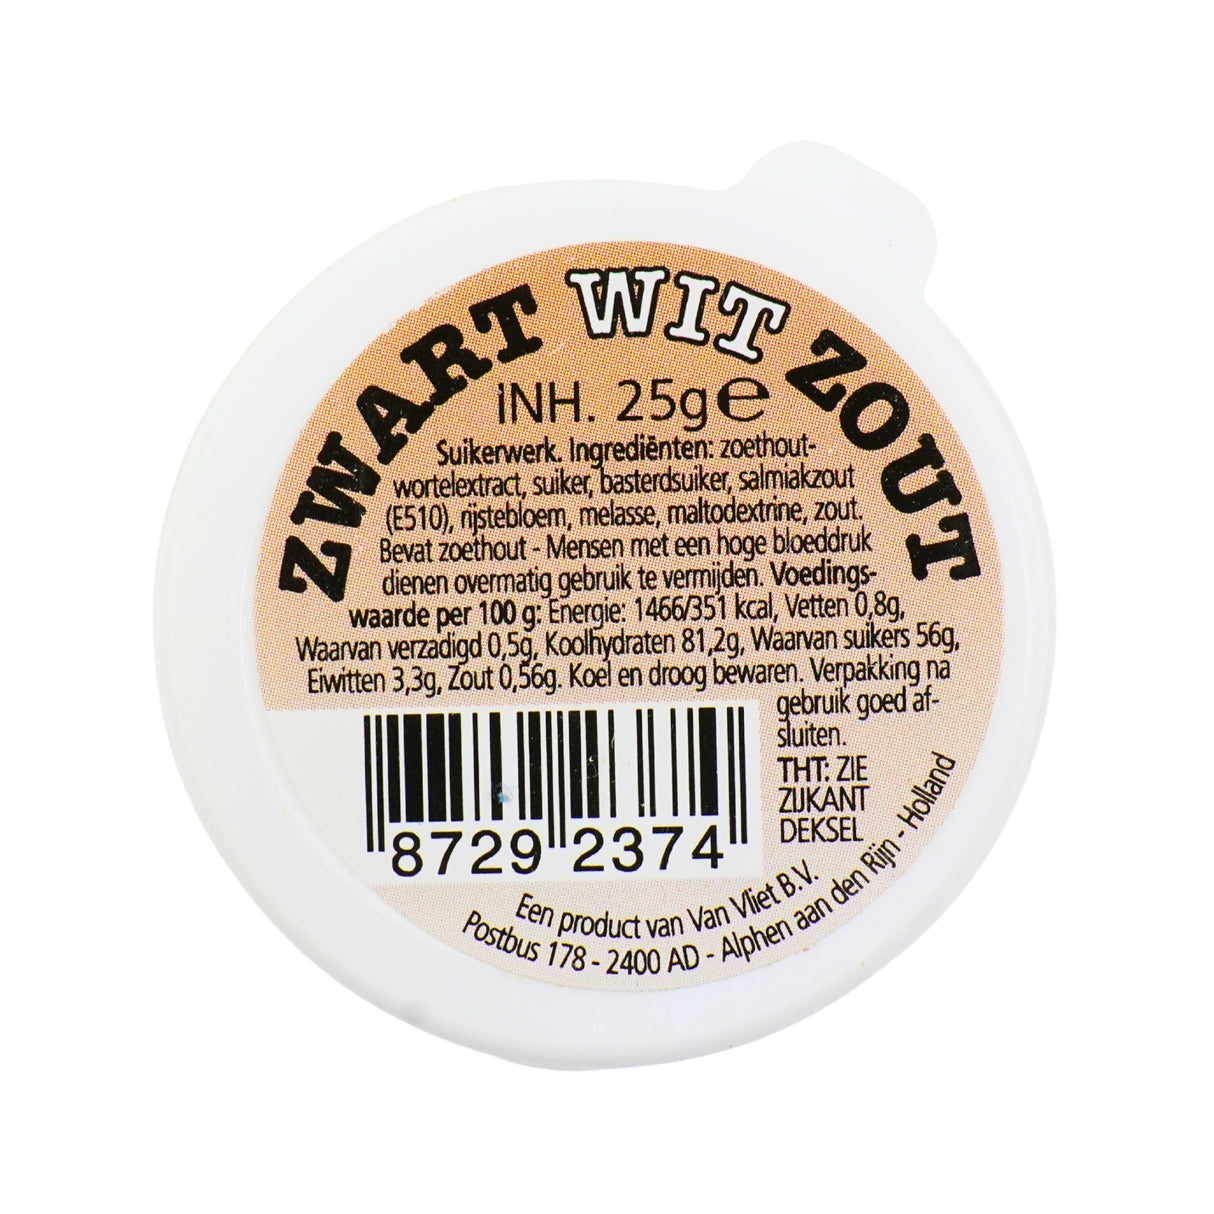 ZWART WIT ZOUT
INH. 25g e
Suikerwerk. Ingrediënten: zoethout-
wortelextract, suiker, basterdsuiker, salmiakzout
(E510), rijstebloem, melasse, maltodextrine, zout.
Bevat zoethout - Mensen met een hoge bloeddruk
dienen overmatig gebruik te vermijden. Voedings-
waarde per 100 g: Energie: 1466/351 kcal, Vetten 0,8g,
Waarvan verzadigd 0,5g, Koolhydraten 81,2g, Waarvan suikers 56g,
Eiwitten 3,3g, Zout 0,56g. Koel en droog bewaren. Verpakking na
gebruik goed af-
sluiten.
THT: ZIE
ZIJKANT
DEKSEL
8729 2374
Een product van Van Vliet B.V.
Postbus 178 - 2400 AD - Alphen aan den Rijn - Holland